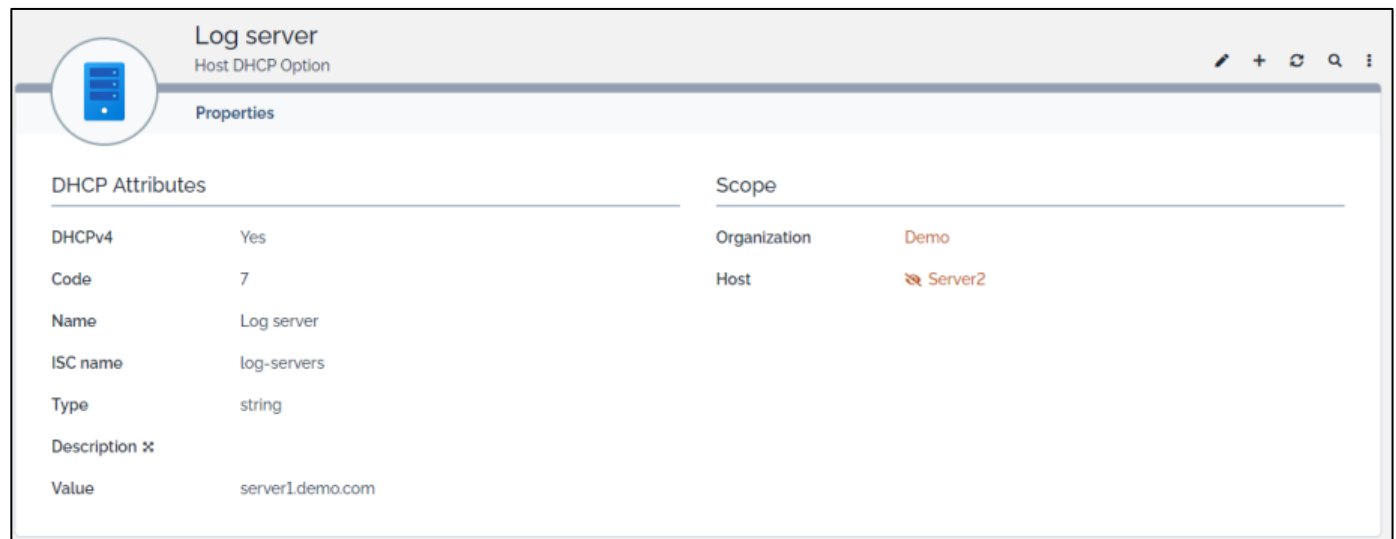 Log server
Host DHCP Option
Properties
DHCP Attributes
DHCPv4 Yes
Code 7
Name Log server
ISC name log-servers
Type string
Description
Value server1.demo.com
Scope
Organization Demo
Host Server2